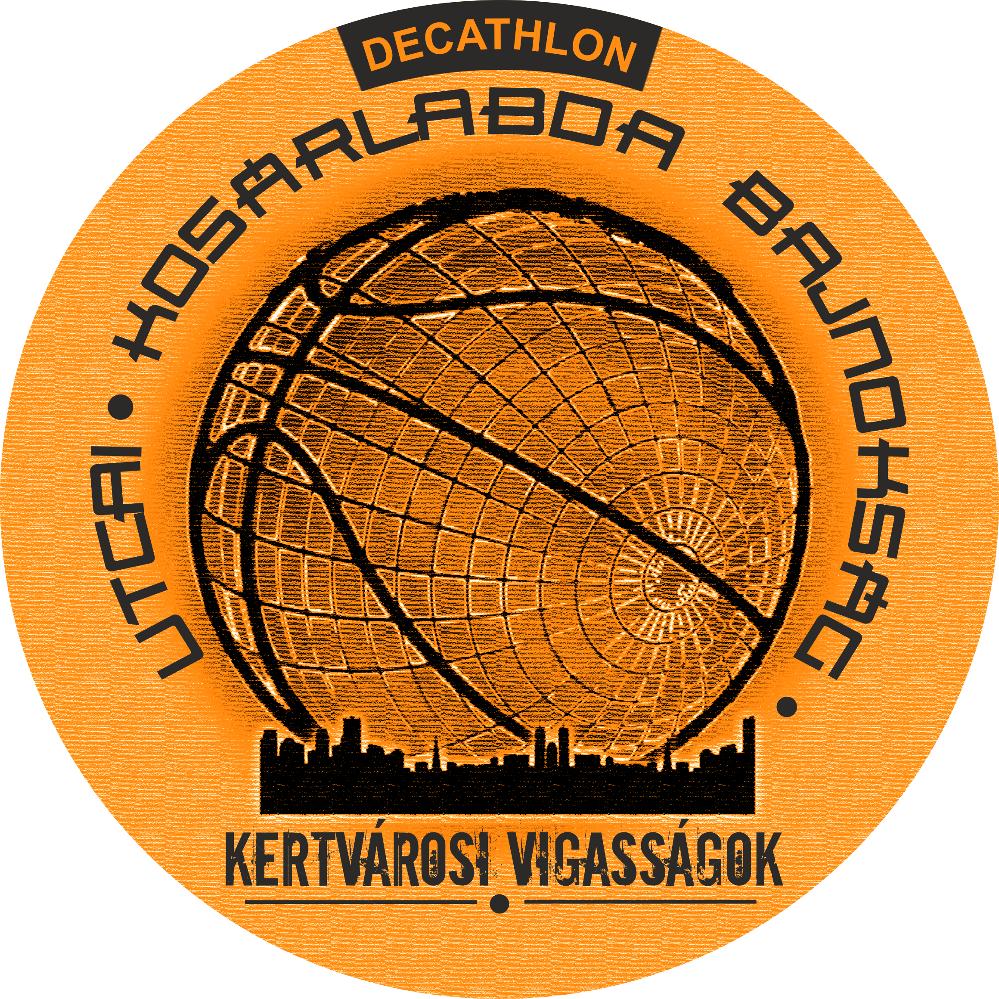 DECATHLON
UTCAI • KOSÁRLABDA BAJNOKSÁG •
KERTVÁROSI VIGASSÁGOK